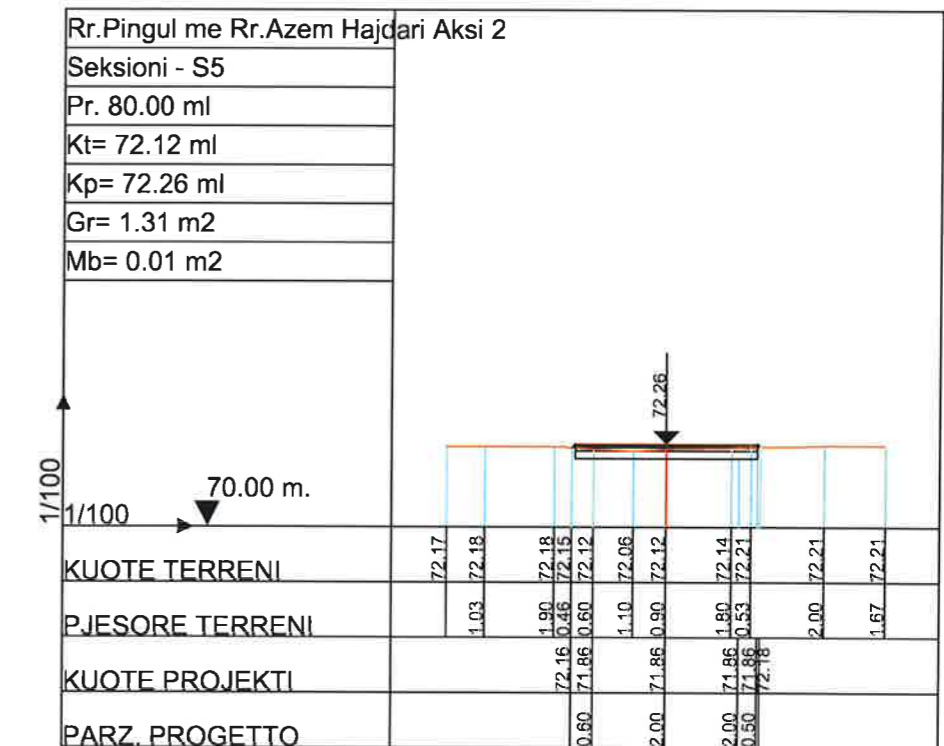 Rr.Pingul me Rr.Azem Hajdari Aksi 2
Seksioni - S5
Pr. 80.00 ml
Kt= 72.12 ml
Kp= 72.26 ml
Gr= 1.31 m2
Mb= 0.01 m2
72.26
1/100
70.00 m.
1/100
KUOTE TERRENI 72.17 72.18 72.18 72.15 72.12 72.06 72.12 72.14 72.21 72.21 72.21
PJESORE TERRENI 1.03 1.90 0.46 0.60 1.10 0.90 1.80 0.53 2.00 1.67
KUOTE PROJEKTI 72.16 71.86 71.86 71.86 71.86 72.18
PARZ. PROGETTO 0.60 2.00 2.00 0.50